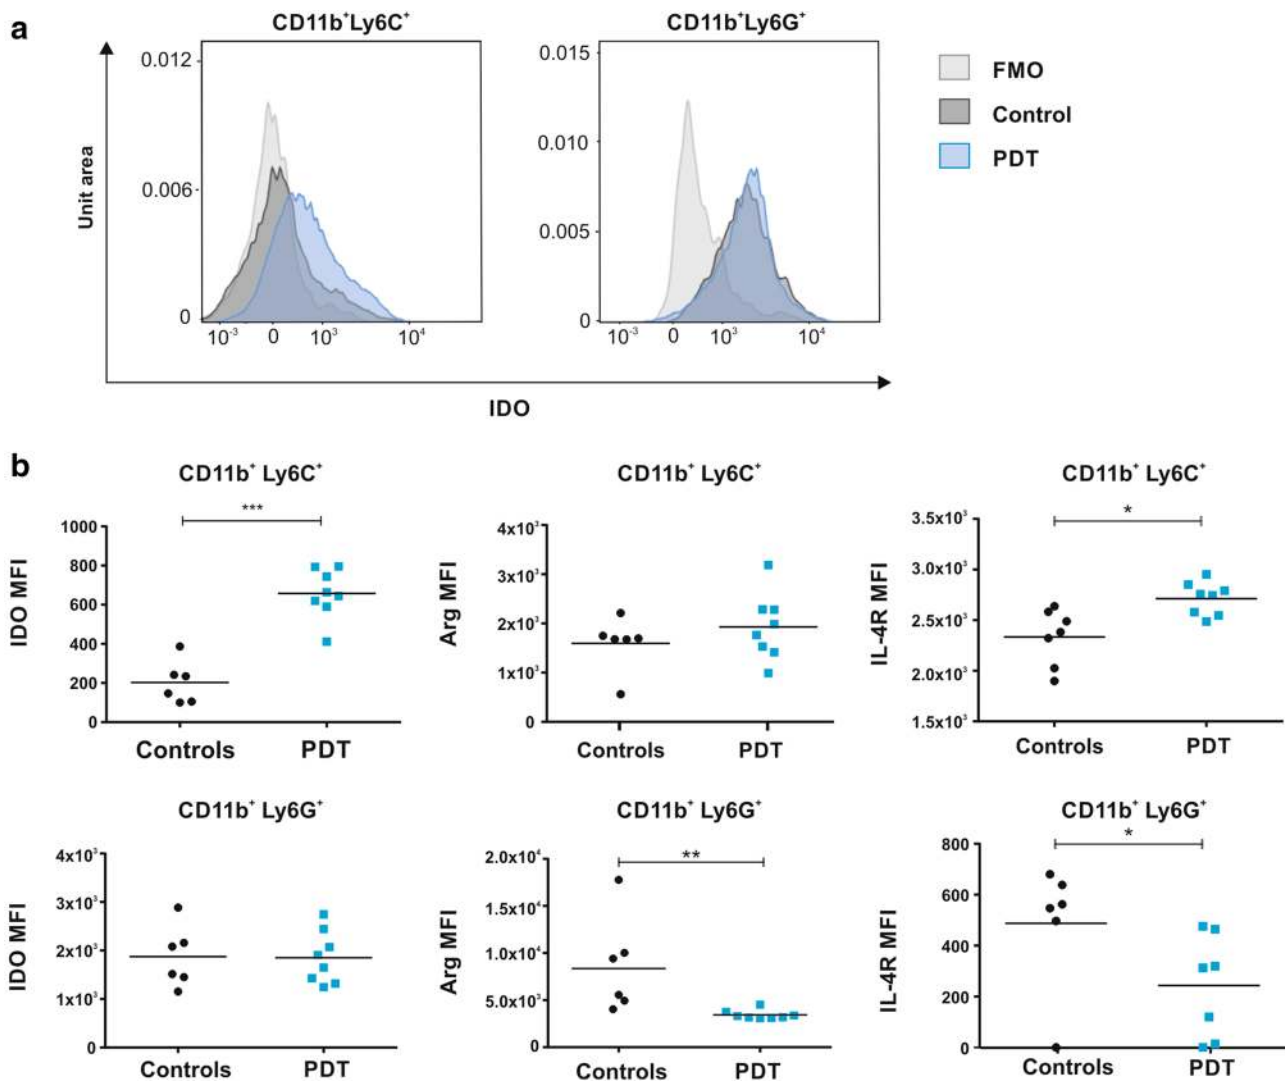 a
CD11b⁺Ly6C⁺
CD11b⁺Ly6G⁺
0.012
0.006
0
Unit area
10⁻³ 0 10³ 10⁴
0.015
0.010
0.005
0
10⁻³ 0 10³ 10⁴
FMO
Control
PDT
IDO
b
CD11b⁺ Ly6C⁺
***
IDO MFI
1000
800
600
400
200
0
Controls PDT
CD11b⁺ Ly6C⁺
Arg MFI
4x10³
3x10³
2x10³
1x10³
0
Controls PDT
CD11b⁺ Ly6C⁺
*
IL-4R MFI
3.5x10³
3.0x10³
2.5x10³
2.0x10³
1.5x10³
Controls PDT
CD11b⁺ Ly6G⁺
IDO MFI
4x10³
3x10³
2x10³
1x10³
0
Controls PDT
CD11b⁺ Ly6G⁺
**
Arg MFI
2.0x10⁴
1.5x10⁴
1.0x10⁴
5.0x10³
0
Controls PDT
CD11b⁺ Ly6G⁺
*
IL-4R MFI
800
600
400
200
0
Controls PDT